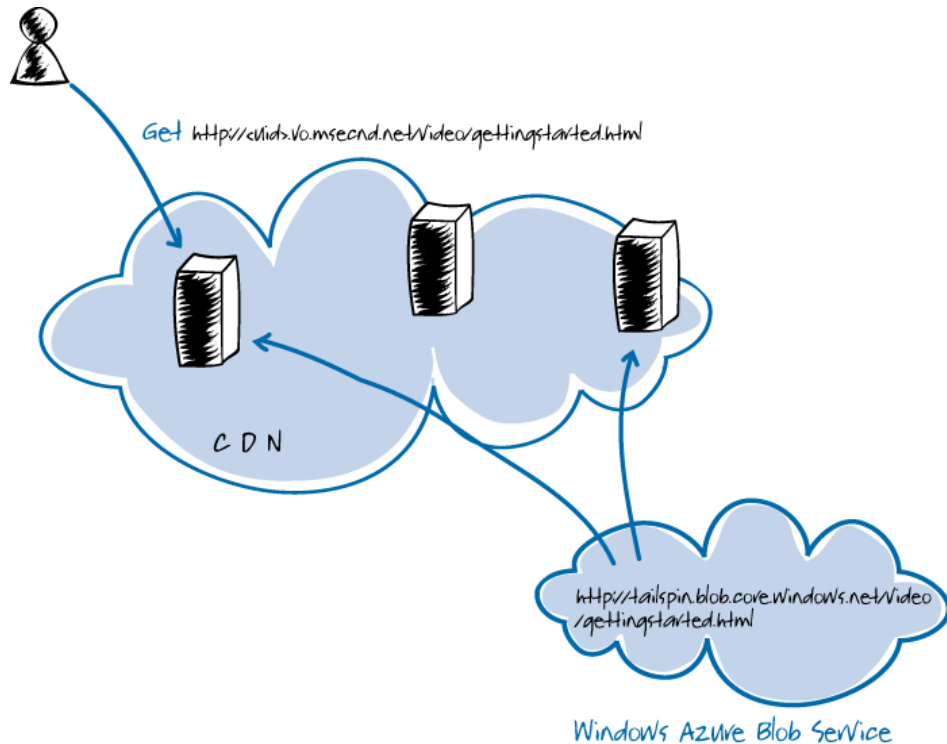 Get http://<uid>.vo.msecnd.net/video/gettingstarted.html
CDN
http://tailspin.blob.core.windows.net/video
/gettingstarted.html
Windows Azure Blob Service